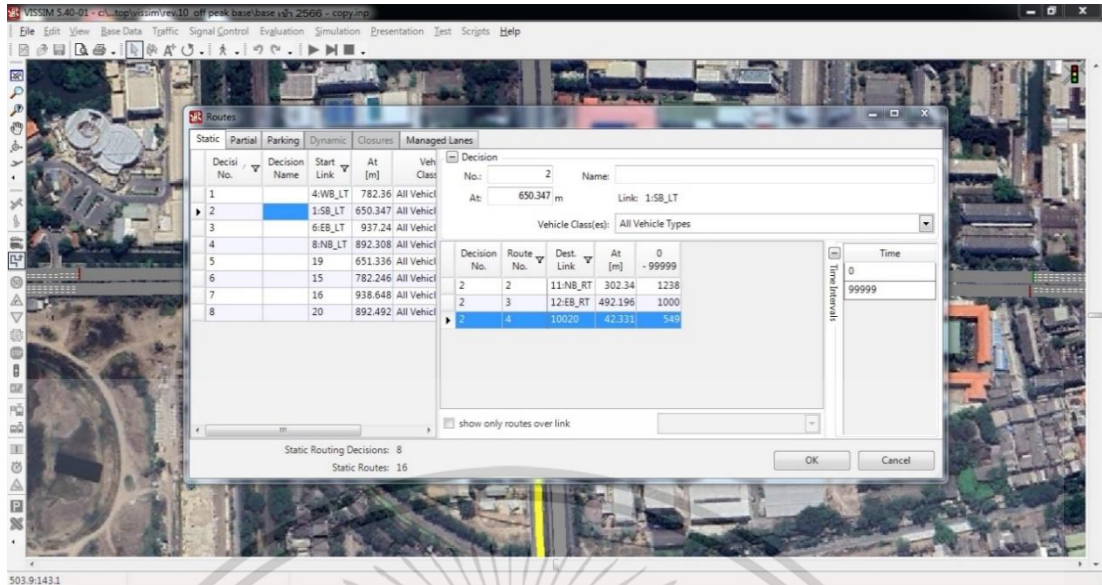 VISSIM 5.40-01 - c:\...top\vissim\rev.10 off peak base\base เช้า 2566 - copy.inp
File Edit View Base Data Traffic Signal Control Evaluation Simulation Presentation Test Scripts Help
Routes
Static Partial Parking Dynamic Closures Managed Lanes
Decisi No. Decision Name Start Link At [m] Veh Class
1 4:WB_LT 782.36 All Vehicl
2 1:SB_LT 650.347 All Vehicl
3 6:EB_LT 937.24 All Vehicl
4 8:NB_LT 892.308 All Vehicl
5 19 651.336 All Vehicl
6 15 782.246 All Vehicl
7 16 938.648 All Vehicl
8 20 892.492 All Vehicl
Static Routing Decisions: 8
Static Routes: 16
Decision
No.: 2 Name:
At: 650.347 m Link: 1:SB_LT
Vehicle Class(es): All Vehicle Types
Decision No. Route No. Dest. Link At [m] 0 - 99999
2 2 11:NB_RT 302.34 1238
2 3 12:EB_RT 492.196 1000
2 4 10020 42.331 549
show only routes over link
Time Intervals
Time
0
99999
OK Cancel
503.9:143.1